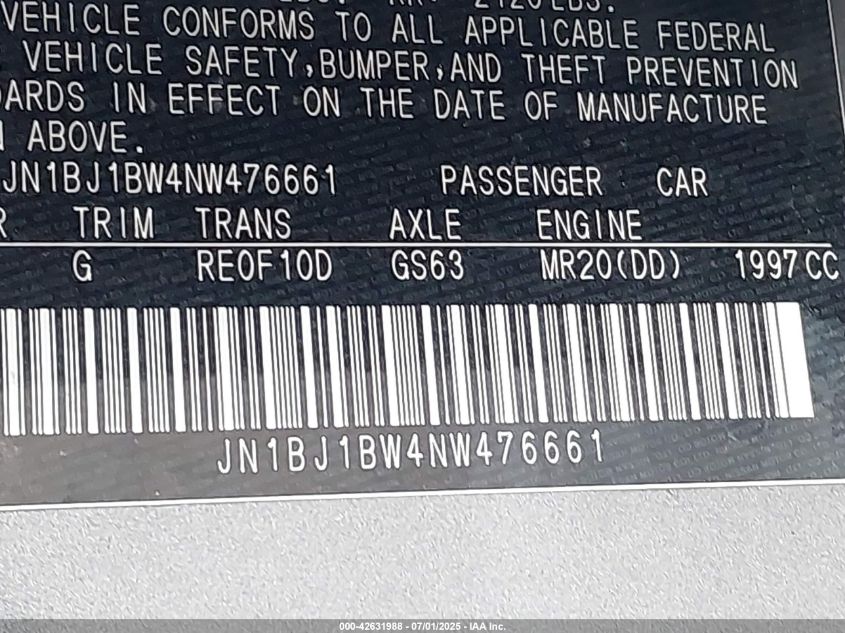 VEHICLE CONFORMS TO ALL APPLICABLE FEDERAL
VEHICLE SAFETY, BUMPER, AND THEFT PREVENTION
ARDS IN EFFECT ON THE DATE OF MANUFACTURE
ABOVE.
JN1BJ1BW4NW476661 PASSENGER CAR
R TRIM TRANS AXLE ENGINE
G RE0F10D GS63 MR20(DD) 1997CC
JN1BJ1BW4NW476661
000-42631988 - 07/01/2025 - IAA Inc.